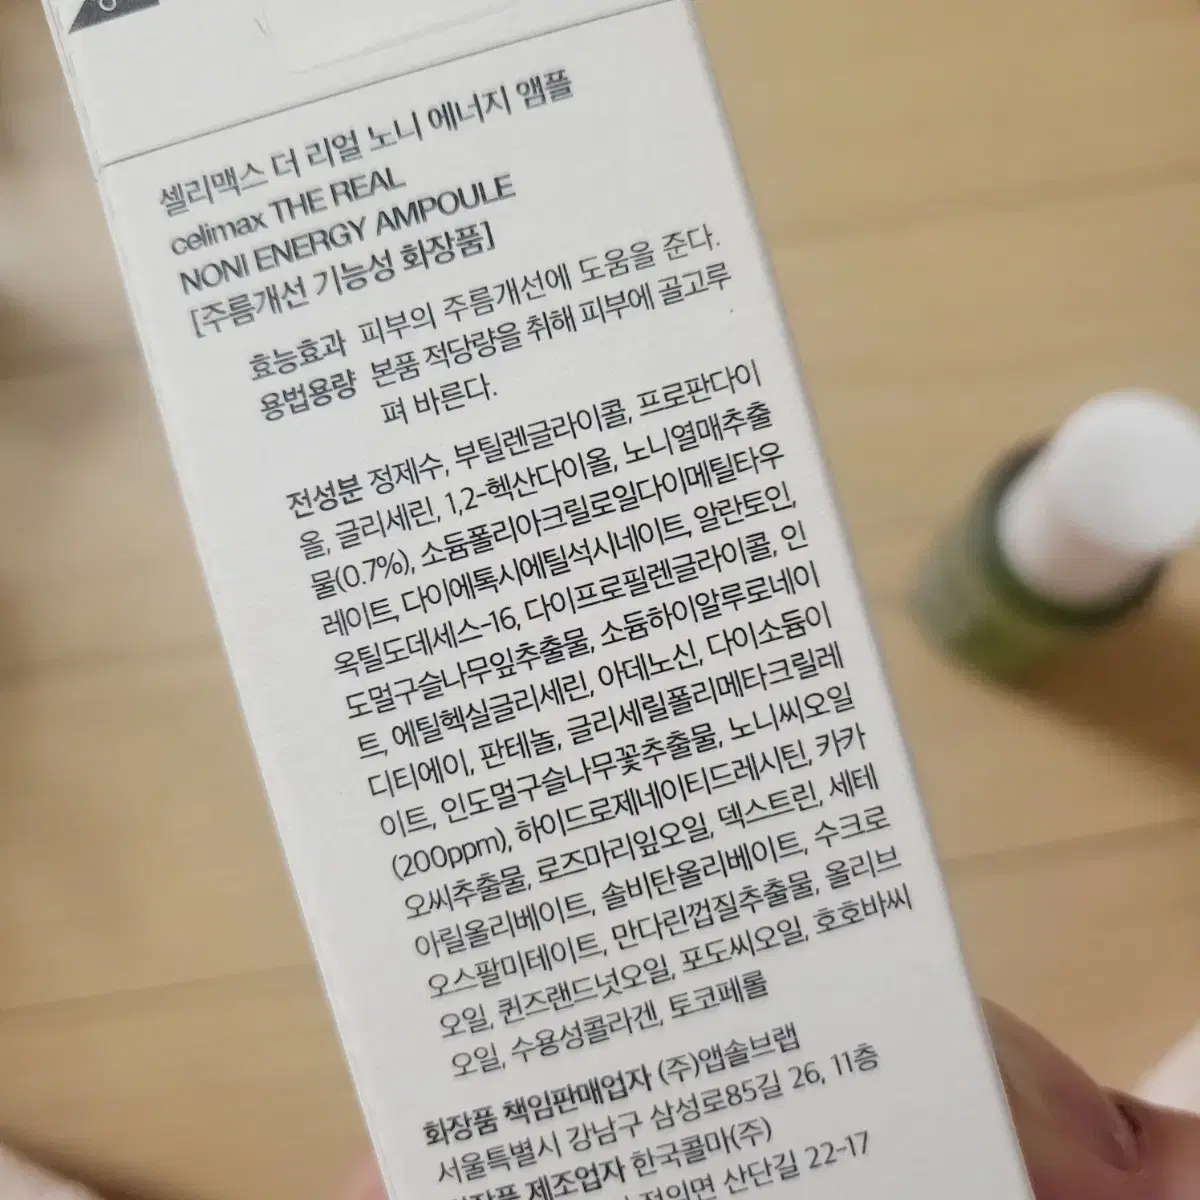 셀리맥스 더 리얼 노니 에너지 앰플
celimax THE REAL
NONI ENERGY AMPOULE
[주름개선 기능성 화장품]
효능효과 피부의 주름개선에 도움을 준다.
용법용량 본품 적당량을 취해 피부에 골고루
펴 바른다.
전성분 정제수, 부틸렌글라이콜, 프로판다이
올, 글리세린, 1,2-헥산다이올, 노니열매추출
물(0.7%), 소듐폴리아크릴로일다이메틸타우
레이트, 다이에톡시에틸석시네이트, 알란토인,
옥틸도데세스-16, 다이프로필렌글라이콜, 인
도멀구슬나무잎추출물, 소듐하이알루로네이
트, 에틸헥실글리세린, 아데노신, 다이소듐이
디티에이, 판테놀, 글리세릴폴리메타크릴레
이트, 인도멀구슬나무꽃추출물, 노니씨오일
(200ppm), 하이드로제네이티드레시틴, 카카
오씨추출물, 로즈마리잎오일, 덱스트린, 세테
아릴올리베이트, 솔비탄올리베이트, 수크로
오스팔미테이트, 만다린껍질추출물, 올리브
오일, 퀸즈랜드넛오일, 포도씨오일, 호호바씨
오일, 수용성콜라겐, 토코페롤
화장품 책임판매업자 (주)앱솔브랩
서울특별시 강남구 삼성로85길 26, 11층
화장품 제조업자 한국콜마(주)
전의면 산단길 22-17